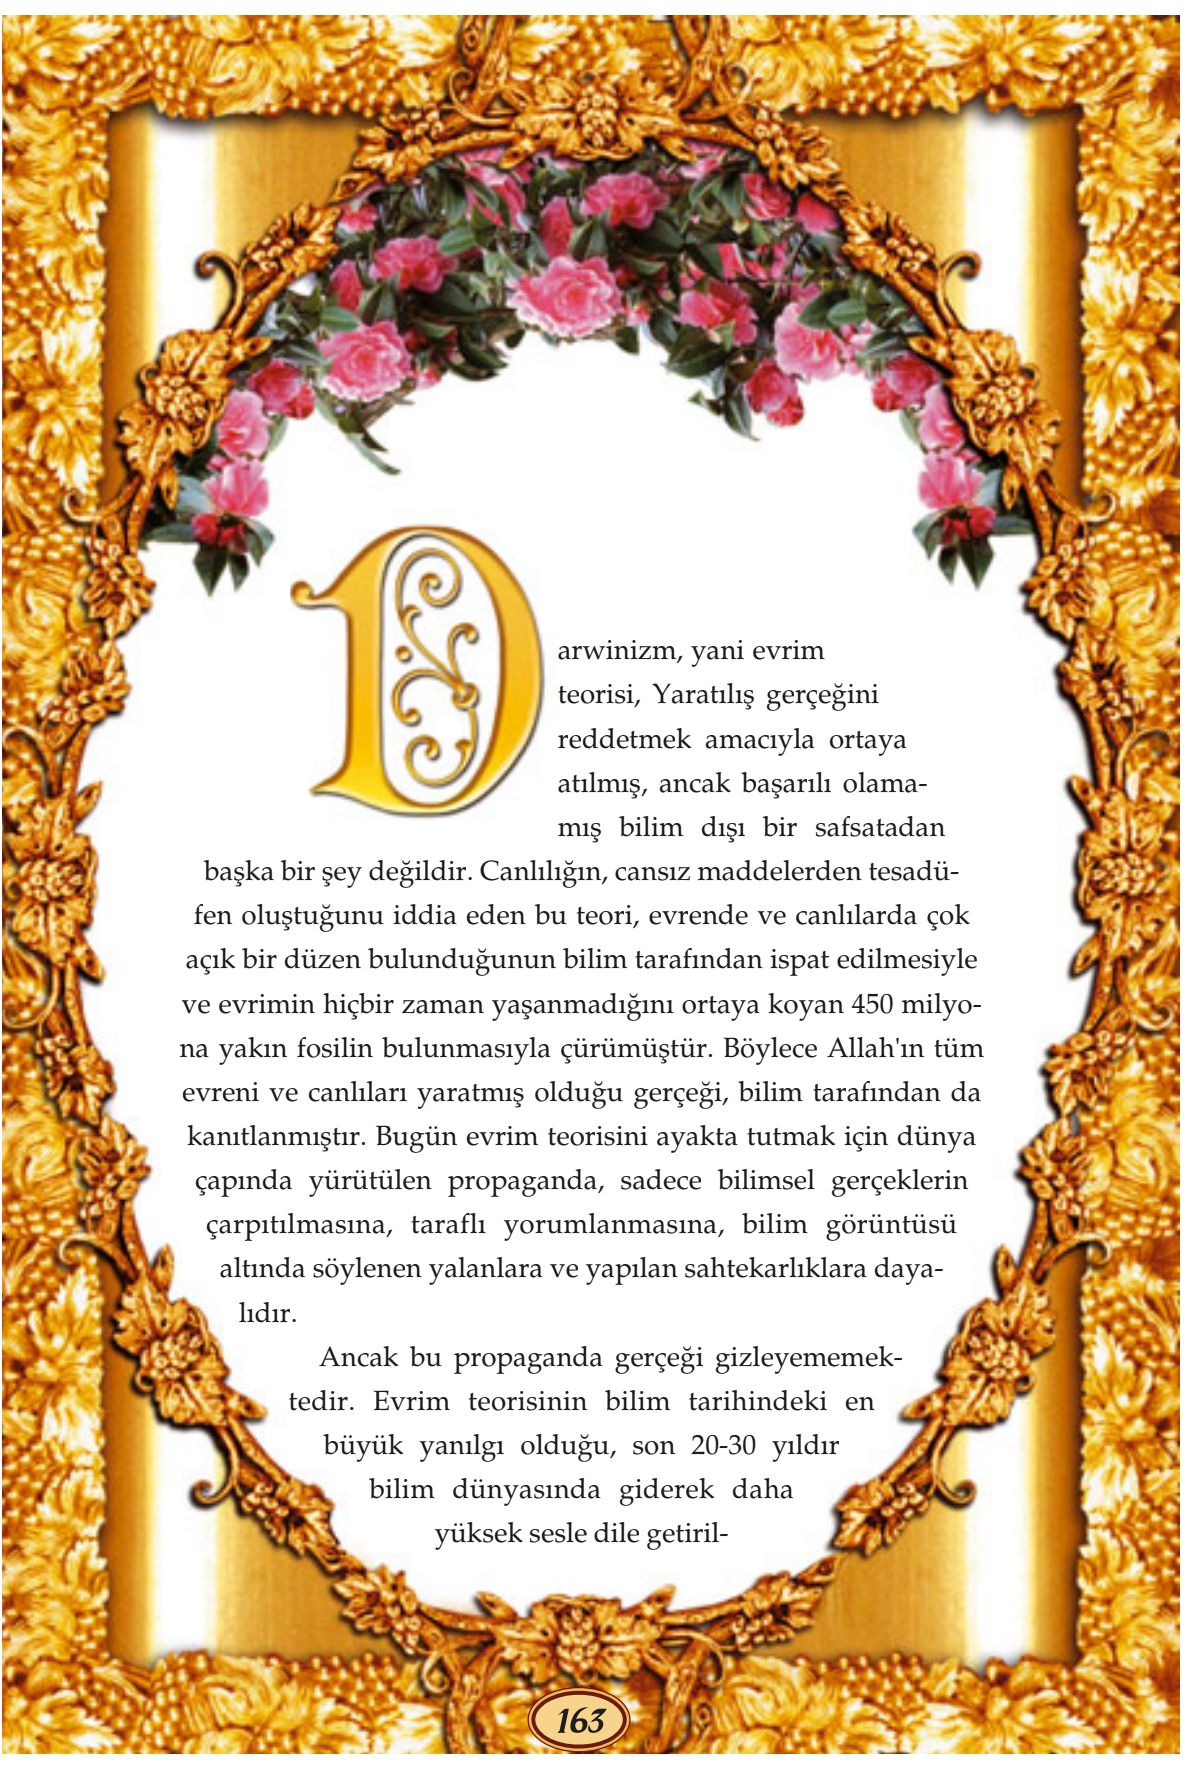 Darwinizm, yani evrim
teorisi, Yaratılış gerçeğini
reddetmek amacıyla ortaya
atılmış, ancak başarılı olama-
mış bilim dışı bir safsatadan
başka bir şey değildir. Canlılığın, cansız maddelerden tesadü-
fen oluştuğunu iddia eden bu teori, evrende ve canlılarda çok
açık bir düzen bulunduğunun bilim tarafından ispat edilmesiyle
ve evrimin hiçbir zaman yaşanmadığını ortaya koyan 450 milyo-
na yakın fosilin bulunmasıyla çürümüştür. Böylece Allah'ın tüm
evreni ve canlıları yaratmış olduğu gerçeği, bilim tarafından da
kanıtlanmıştır. Bugün evrim teorisini ayakta tutmak için dünya
çapında yürütülen propaganda, sadece bilimsel gerçeklerin
çarpıtılmasına, taraflı yorumlanmasına, bilim görüntüsü
altında söylenen yalanlara ve yapılan sahtekarlıklara daya-
lıdır.
Ancak bu propaganda gerçeği gizleyememek-
tedir. Evrim teorisinin bilim tarihindeki en
büyük yanılgı olduğu, son 20-30 yıldır
bilim dünyasında giderek daha
yüksek sesle dile getiril-
163